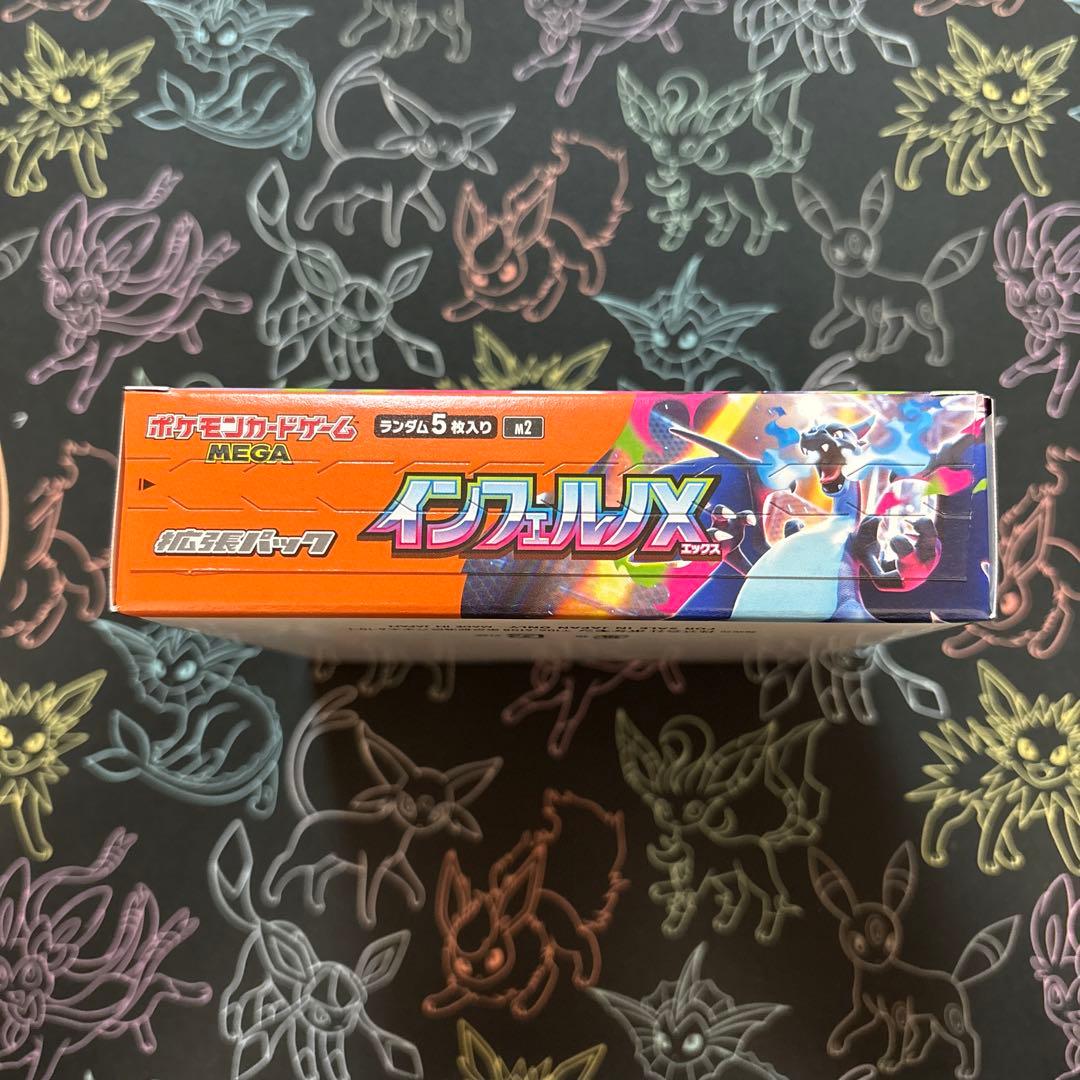 ポケモンカードゲーム
MEGA
ランダム5枚入り
M2
インフェルノX
エックス
拡張パック